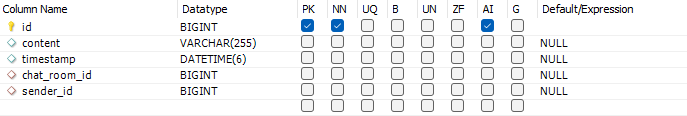 Column Name Datatype PK NN UQ B UN ZF AI G Default/Expression
id BIGINT
content VARCHAR(255) NULL
timestamp DATETIME(6) NULL
chat_room_id BIGINT NULL
sender_id BIGINT NULL